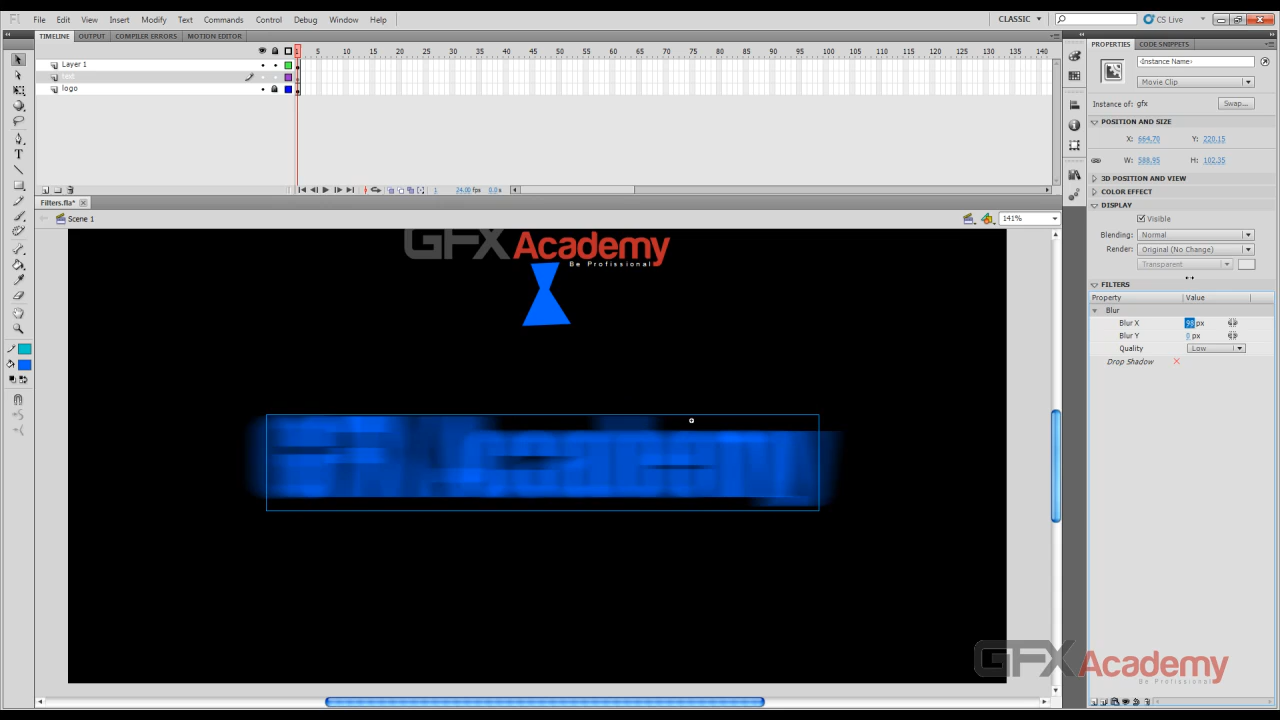 Fl File Edit View Insert Modify Text Commands Control Debug Window Help CLASSIC CS Live
TIMELINE OUTPUT COMPILER ERRORS MOTION EDITOR
1 5 10 15 20 25 30 35 40 45 50 55 60 65 70 75 80 85 90 95 100 105 110 115 120 125 130 135 140
Layer 1
text
logo
1 24.00 fps 0.0 s
Filters.fla*
Scene 1 141%
GFX Academy
Be Profissional
PROPERTIES CODE SNIPPETS
<Instance Name>
Movie Clip
Instance of: gfx Swap...
POSITION AND SIZE
X: 664.70 Y: 220.15
W: 588.95 H: 102.35
3D POSITION AND VIEW
COLOR EFFECT
DISPLAY
Visible
Blending: Normal
Render: Original (No Change)
Transparent
FILTERS
Property Value
Blur
Blur X 98 px
Blur Y 0 px
Quality Low
Drop Shadow
GFX Academy
Be Profissional